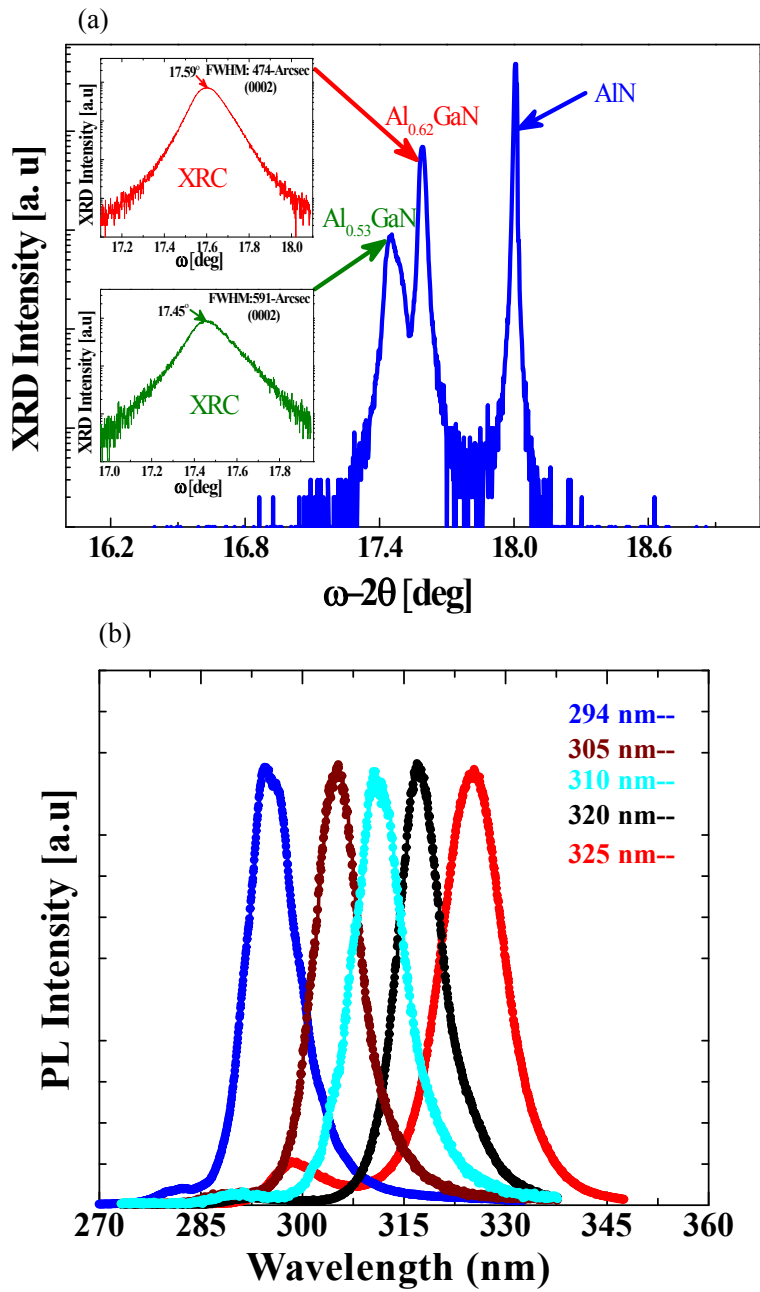 (a)
17.59° FWHM: 474-Arcsec
(0002)
XRC
XRD Intensity [a.u]
17.2 17.4 17.6 17.8 18.0
ω [deg]
Al0.62GaN
AlN
Al0.53GaN
FWHM:591-Arcsec
17.45° (0002)
XRC
XRD Intensity [a.u]
17.0 17.2 17.4 17.6 17.8
ω [deg]
XRD Intensity [a. u]
16.2 16.8 17.4 18.0 18.6
ω–2θ [deg]
(b)
294 nm--
305 nm--
310 nm--
320 nm--
325 nm--
PL Intensity [a.u]
270 285 300 315 330 345 360
Wavelength (nm)